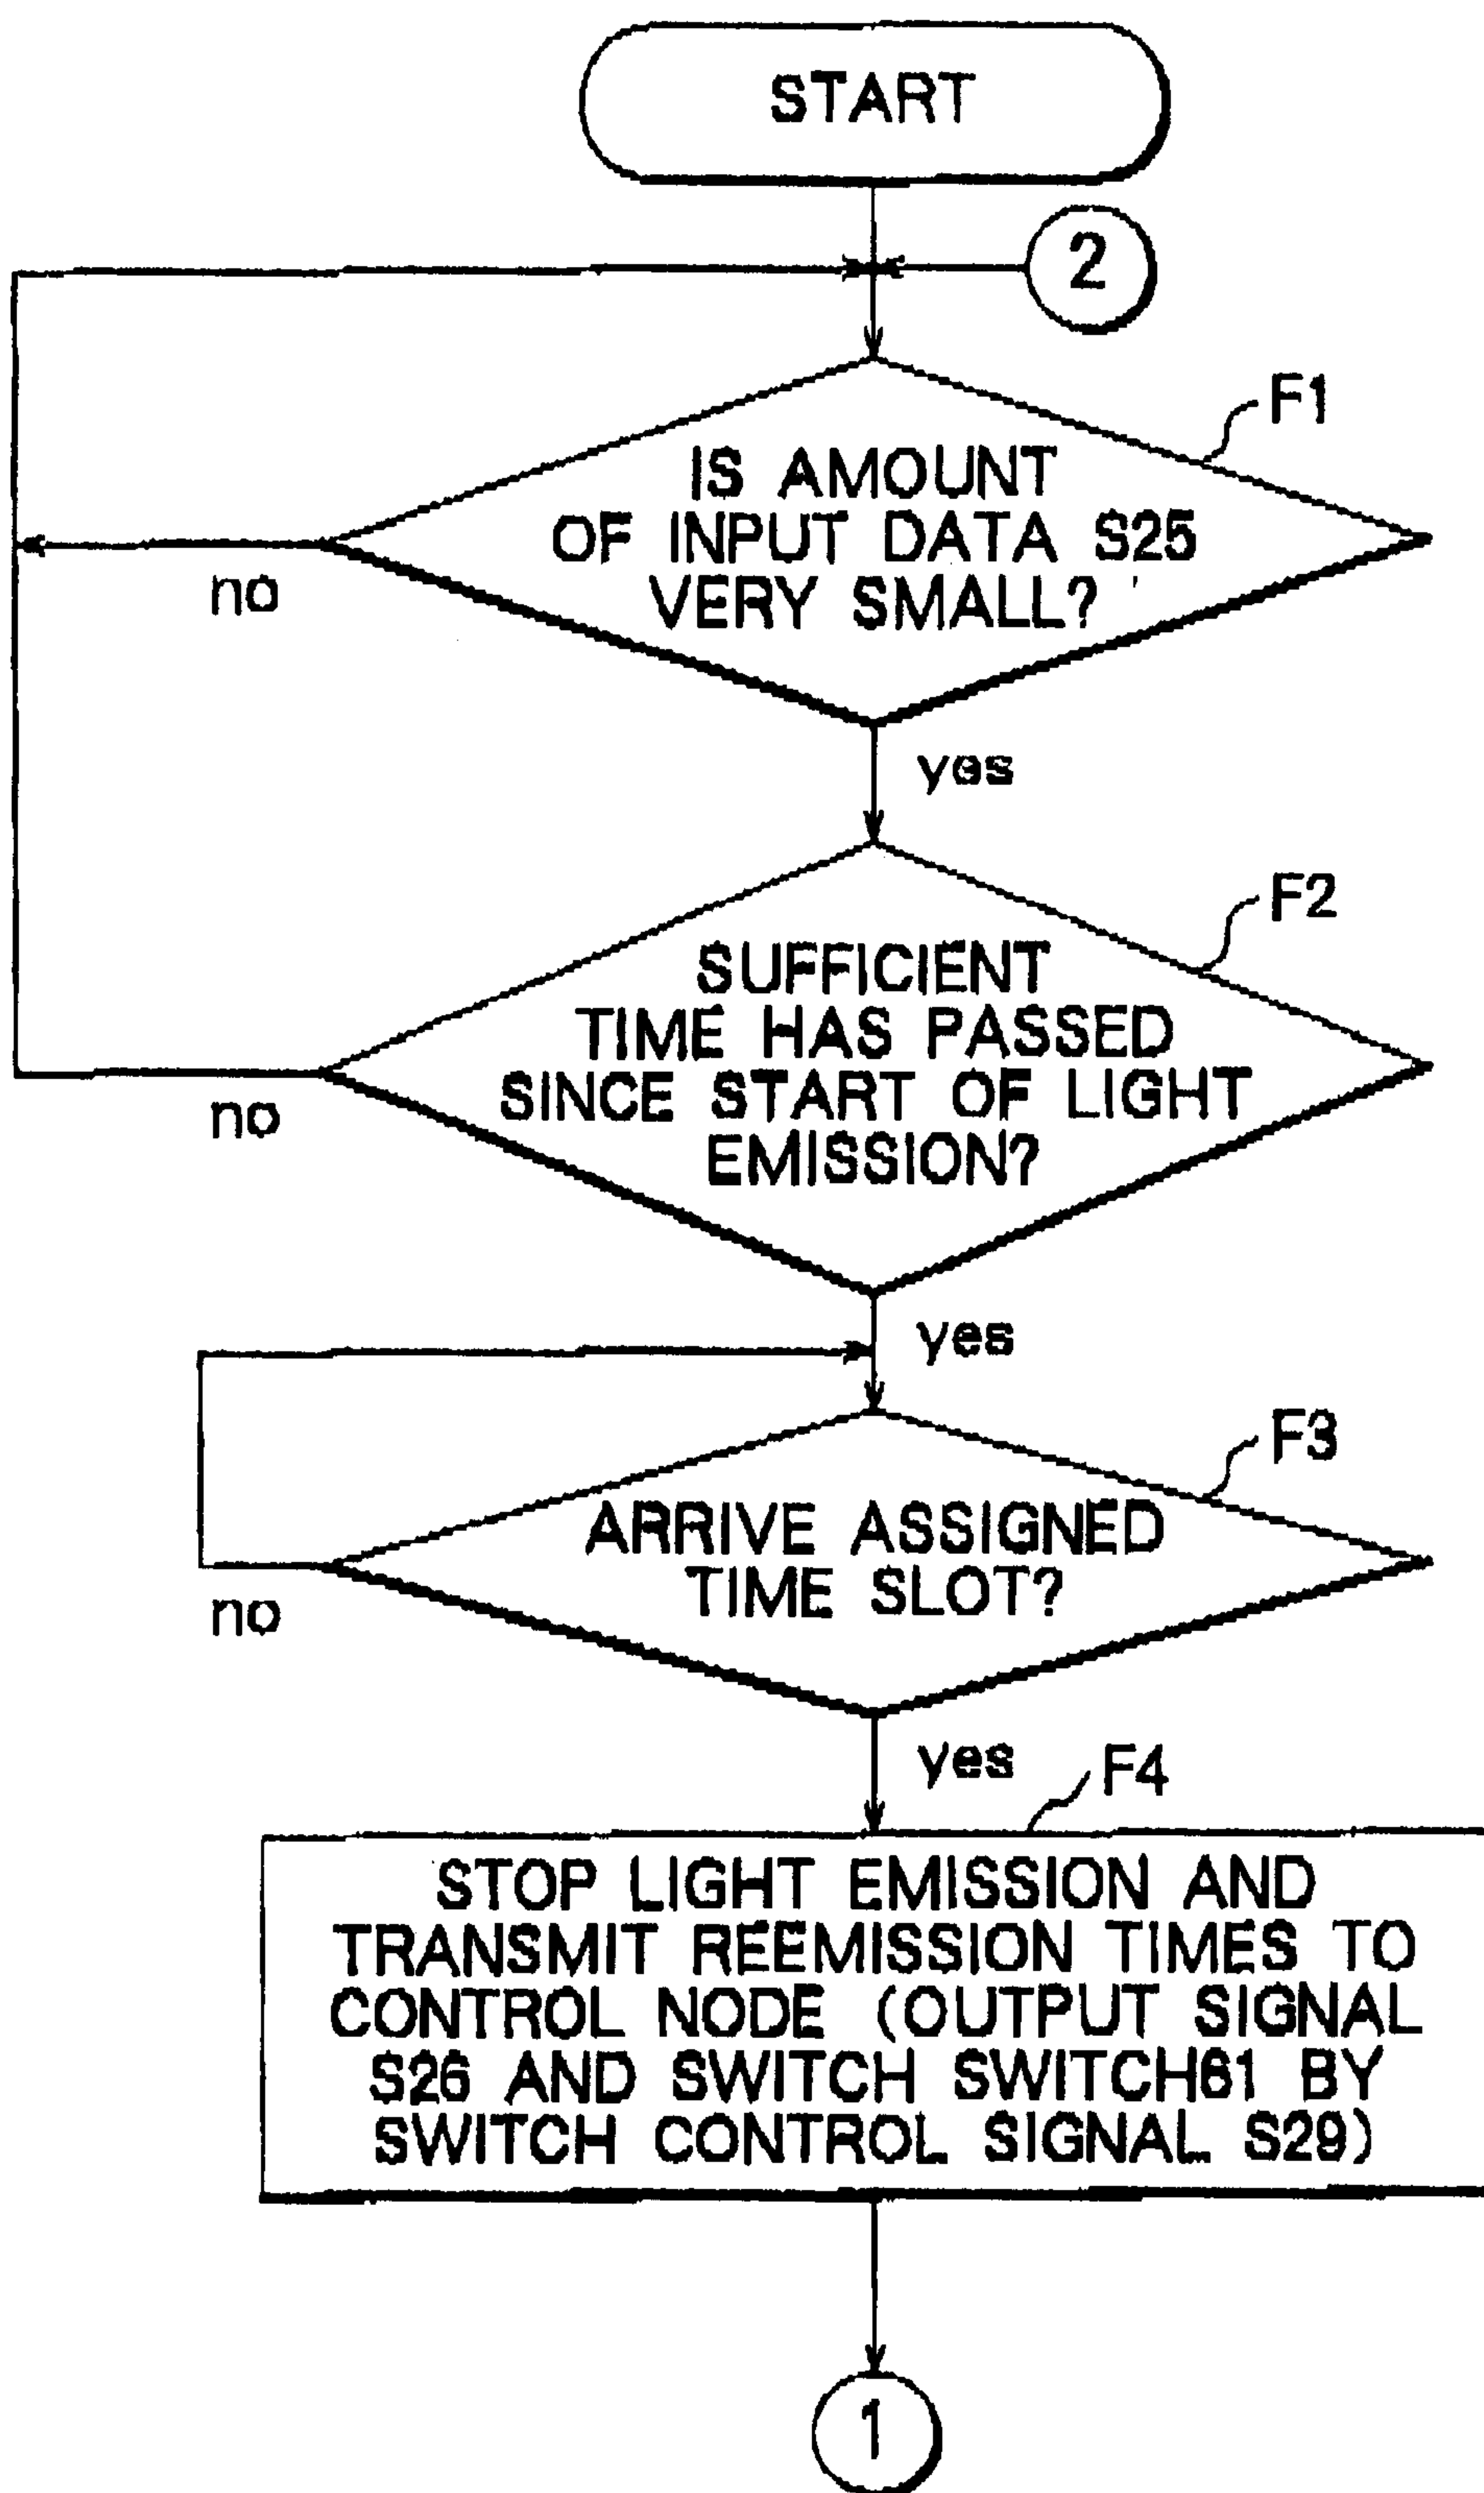 START
2
F1
IS AMOUNT
OF INPUT DATA S25
VERY SMALL?
no
yes
F2
SUFFICIENT
TIME HAS PASSED
SINCE START OF LIGHT
EMISSION?
no
yes
F3
ARRIVE ASSIGNED
TIME SLOT?
no
yes
F4
STOP LIGHT EMISSION AND
TRANSMIT REEMISSION TIMES TO
CONTROL NODE (OUTPUT SIGNAL
S26 AND SWITCH SWITCH61 BY
SWITCH CONTROL SIGNAL S29)
1